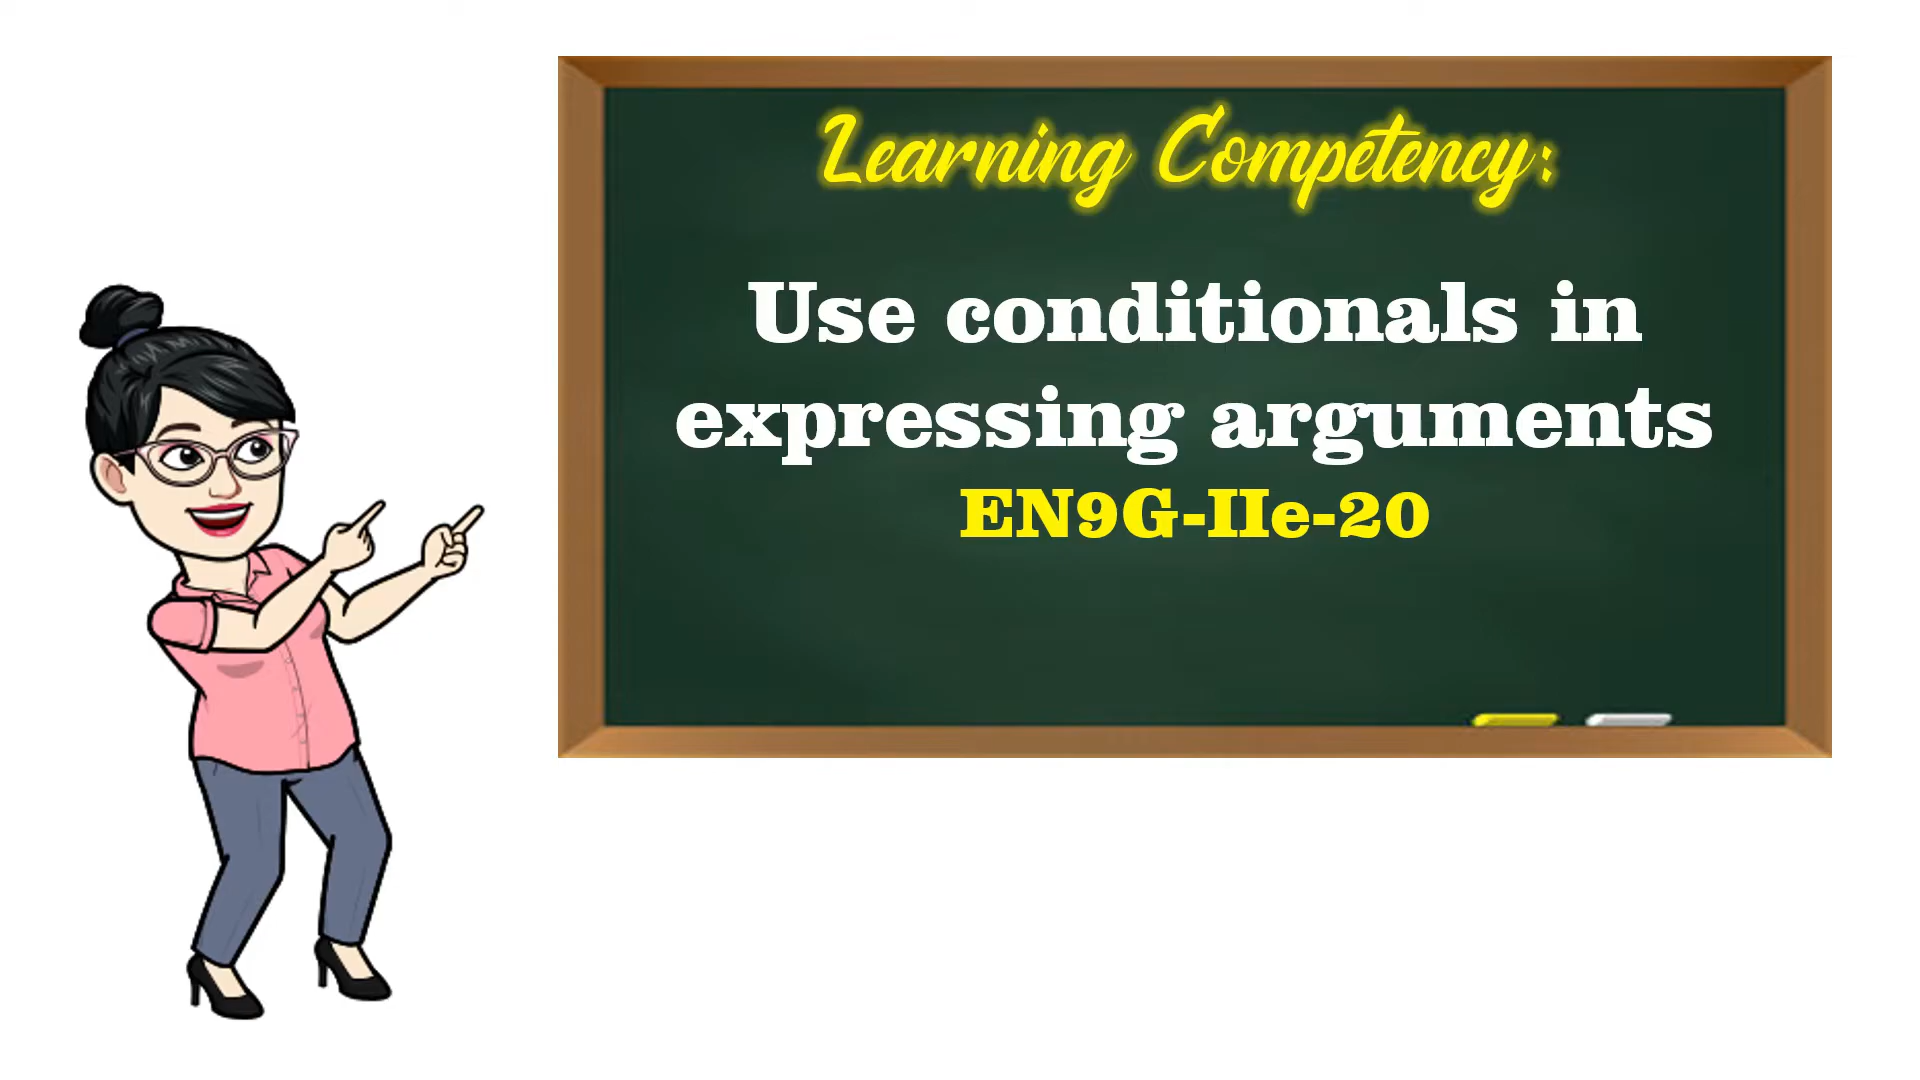 Learning Competency:
Use conditionals in
expressing arguments
EN9G-IIe-20